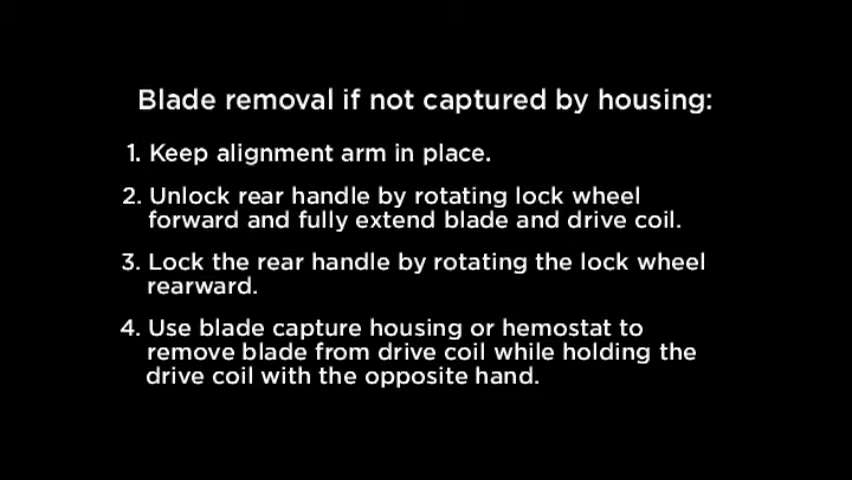 Blade removal if not captured by housing:
1. Keep alignment arm in place.
2. Unlock rear handle by rotating lock wheel
forward and fully extend blade and drive coil.
3. Lock the rear handle by rotating the lock wheel
rearward.
4. Use blade capture housing or hemostat to
remove blade from drive coil while holding the
drive coil with the opposite hand.